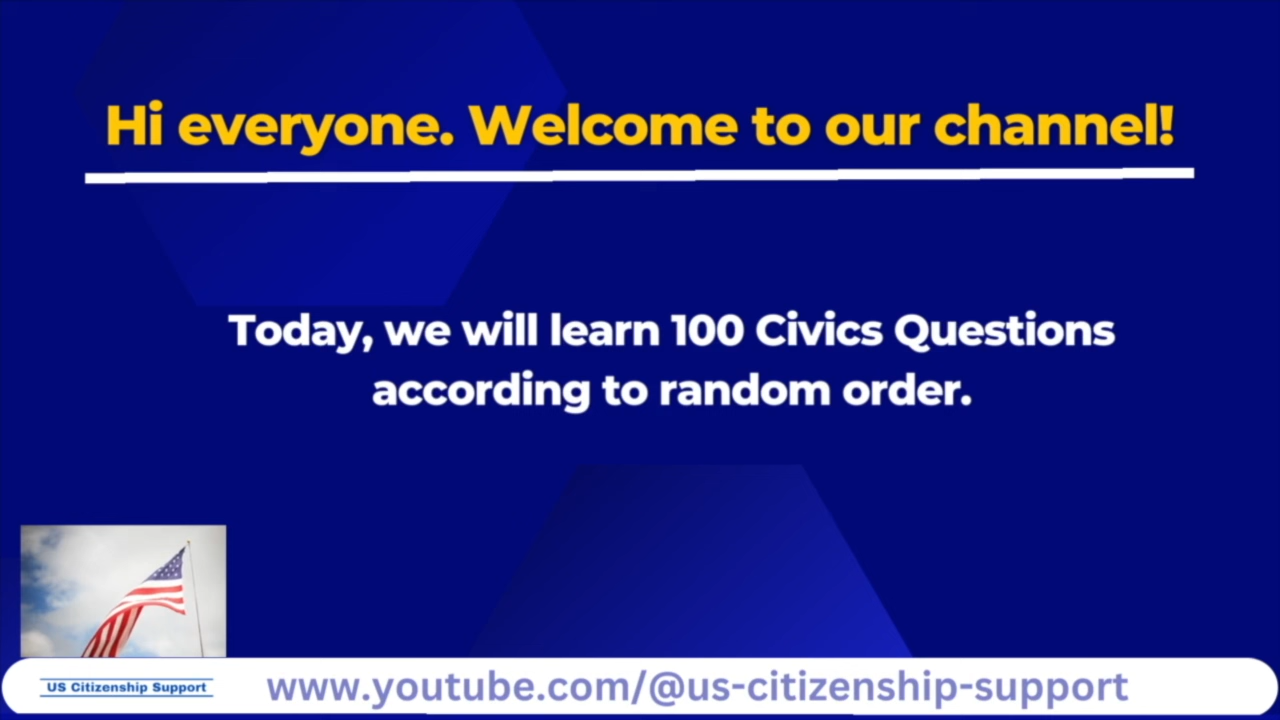 Hi everyone. Welcome to our channel!
Today, we will learn 100 Civics Questions
according to random order.
US Citizenship Support
www.youtube.com/@us-citizenship-support